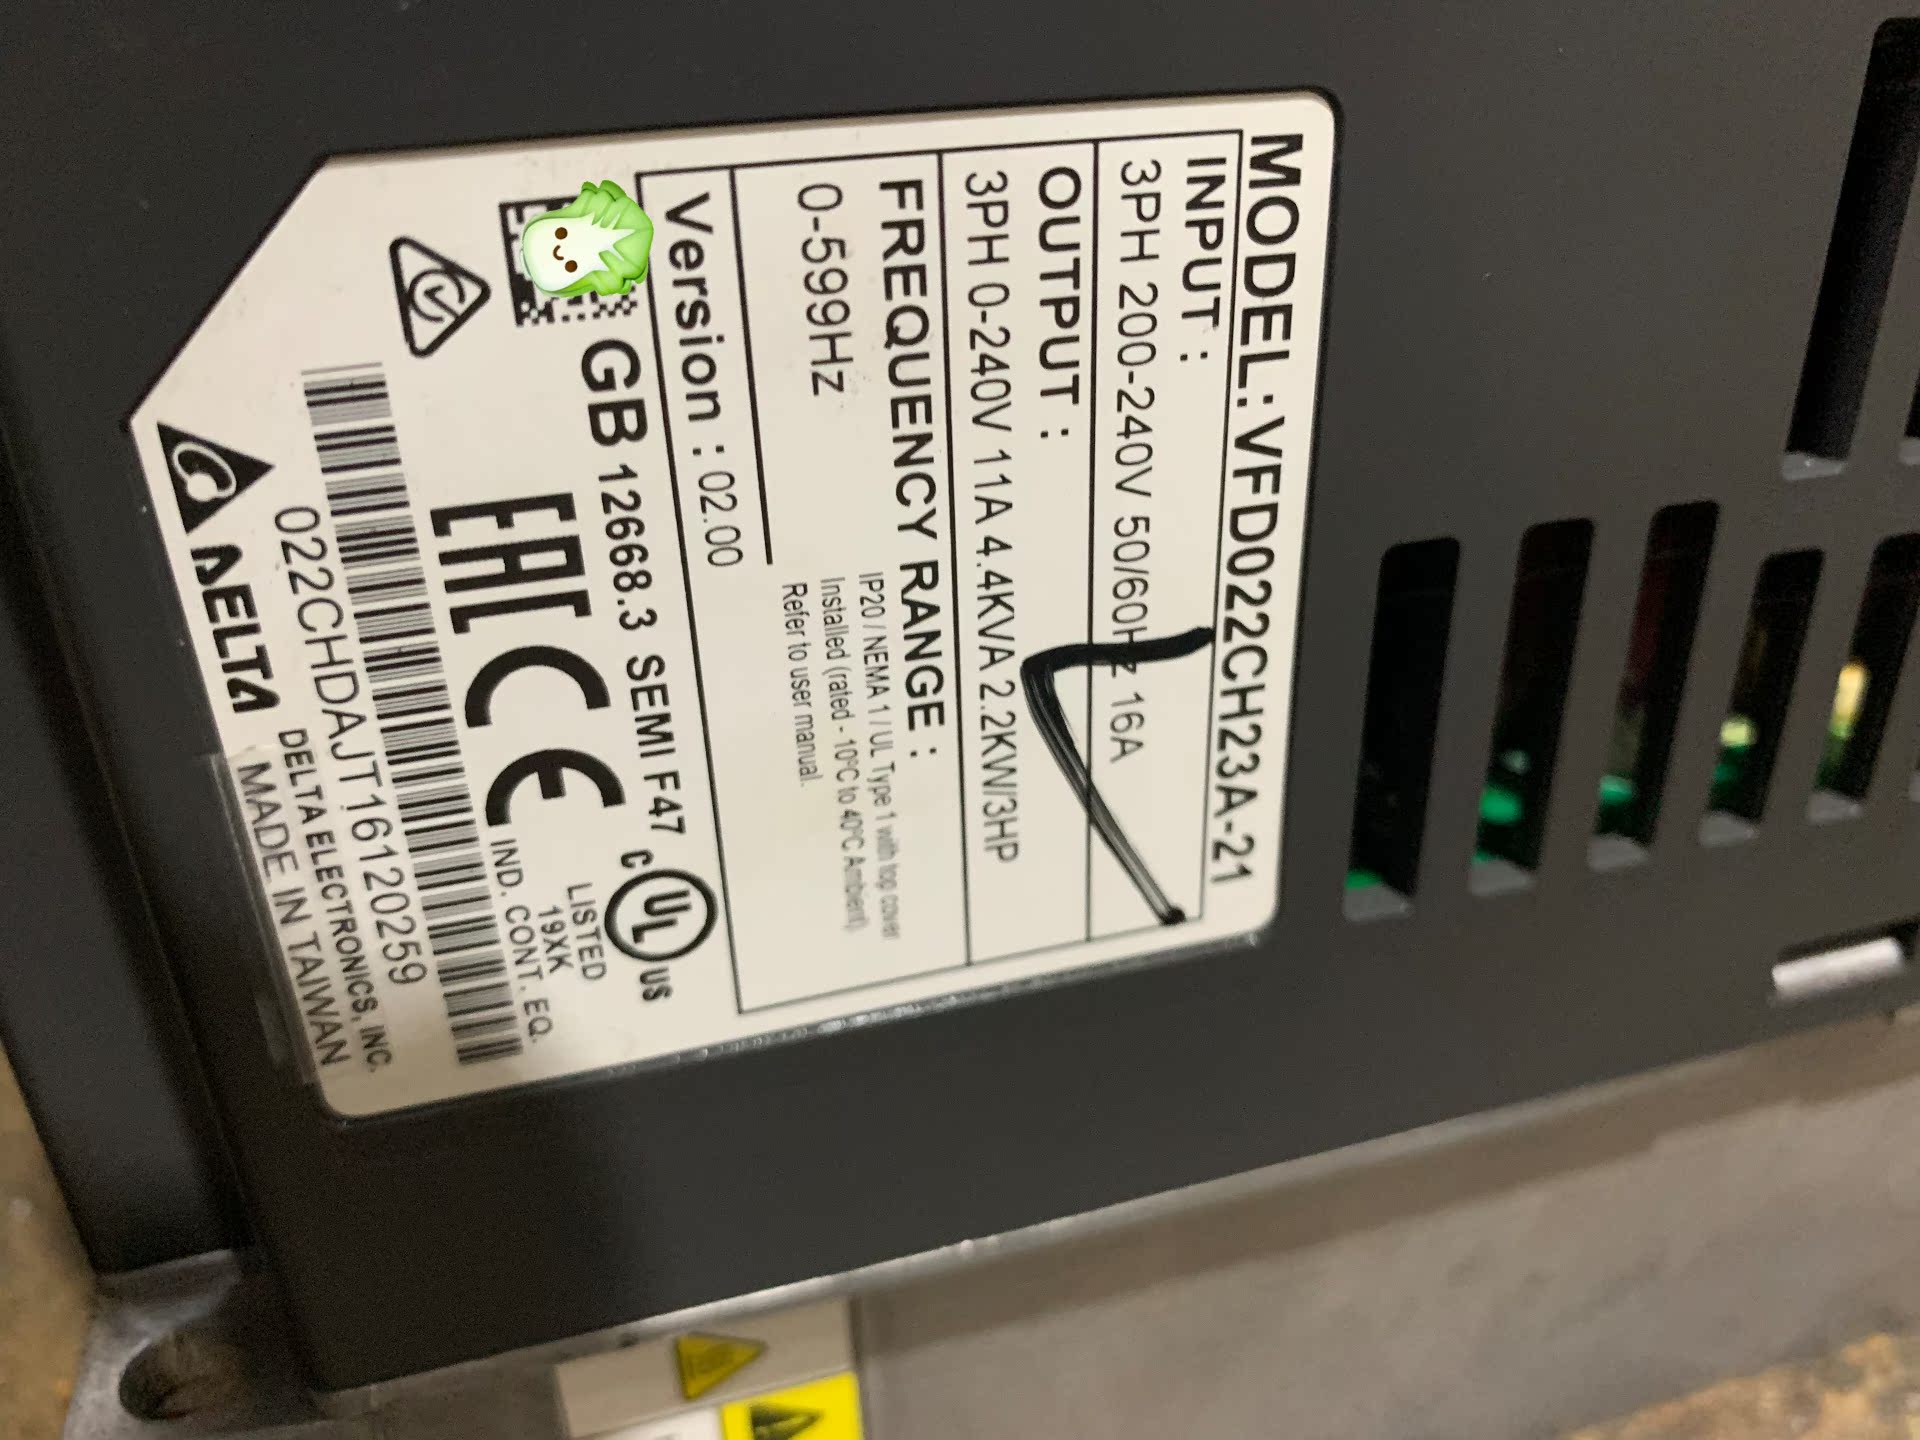 MODEL: VFD022CH23A-21
INPUT :
3PH 200-240V 50/60Hz 16A
OUTPUT :
3PH 0-240V 11A 4.4KVA 2.2KW/3HP
FREQUENCY RANGE :
0-599Hz
IP20 / NEMA 1 / UL Type 1 with top cover
Installed (rated - 10°C to 40°C Ambient)
Refer to user manual.
Version : 02.00
GB 12668.3 SEMI F47
C UL US
LISTED
19XK
IND. CONT. EQ.
EAC CE
022CHDAJT16120259
DELTA
DELTA ELECTRONICS, INC.
MADE IN TAIWAN